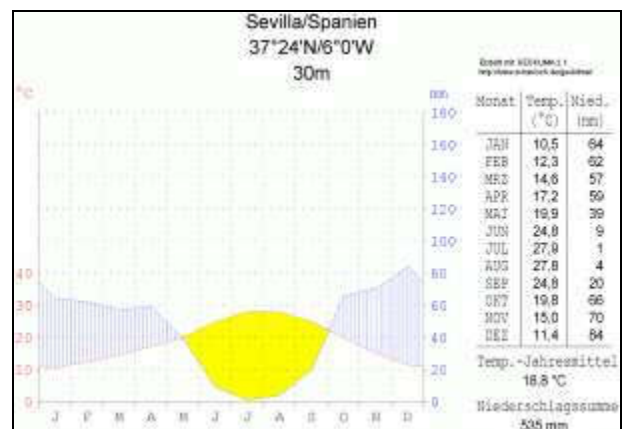 Sevilla/Spanien
37°24'N/6°0'W
30m
°C
mm
180
160
140
120
100
40 80
30 60
20 40
10 20
0 0
J F M A M J J A S O N D
Monat Temp. Nied.
(°C) (mm)
JAN 10,5 64
FEB 12,3 62
MRZ 14,6 57
APR 17,2 59
MAI 19,9 39
JUN 24,8 9
JUL 27,9 1
AUG 27,8 4
SEP 24,8 20
OKT 19,8 66
NOV 15,0 70
DEZ 11,4 84
Temp.-Jahresmittel
18,8 °C
Niederschlagssumme
535 mm